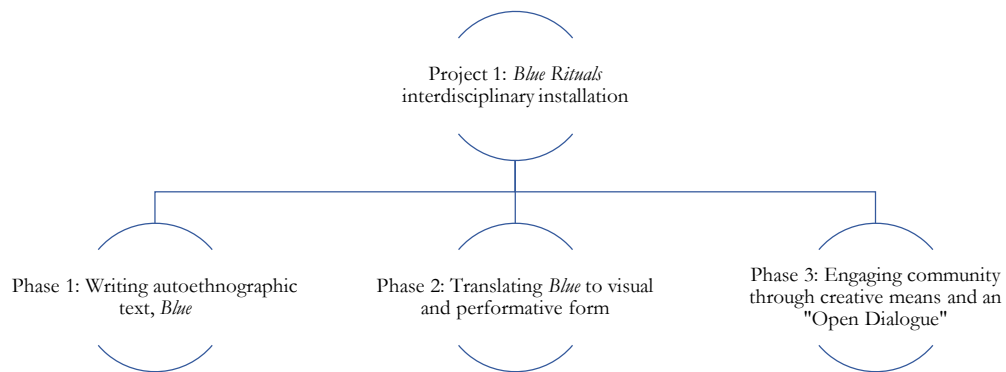 Project 1: Blue Rituals
interdisciplinary installation
Phase 1: Writing autoethnographic
text, Blue
Phase 2: Translating Blue to visual
and performative form
Phase 3: Engaging community
through creative means and an
"Open Dialogue"